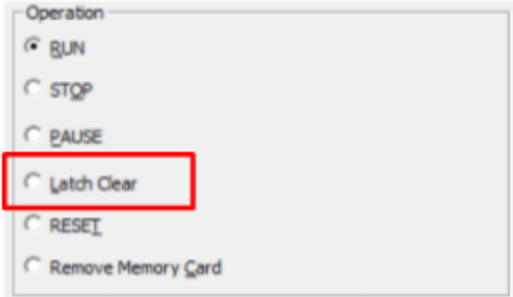 Operation
RUN
STOP
PAUSE
Latch Clear
RESET
Remove Memory Card